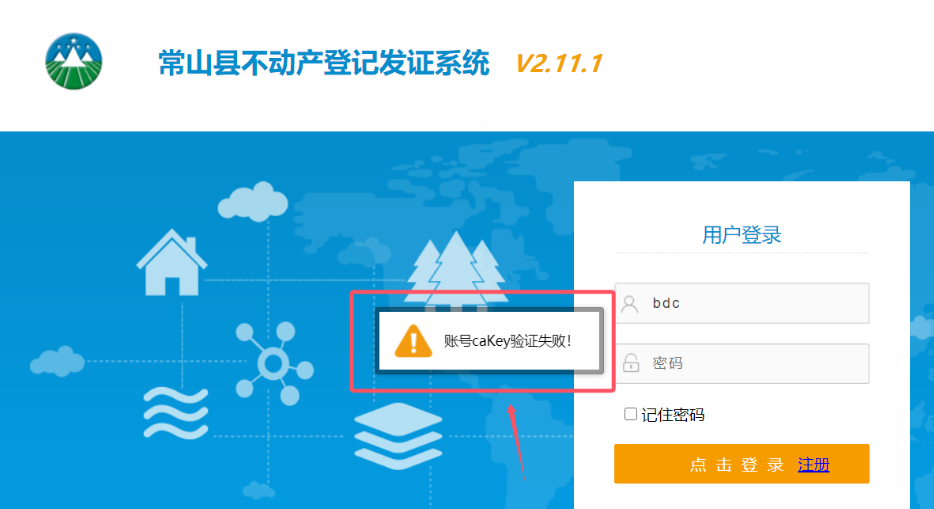 常山县不动产登记发证系统 V2.11.1
用户登录
bdc
账号caKey验证失败！
密码
记住密码
点击登录 注册